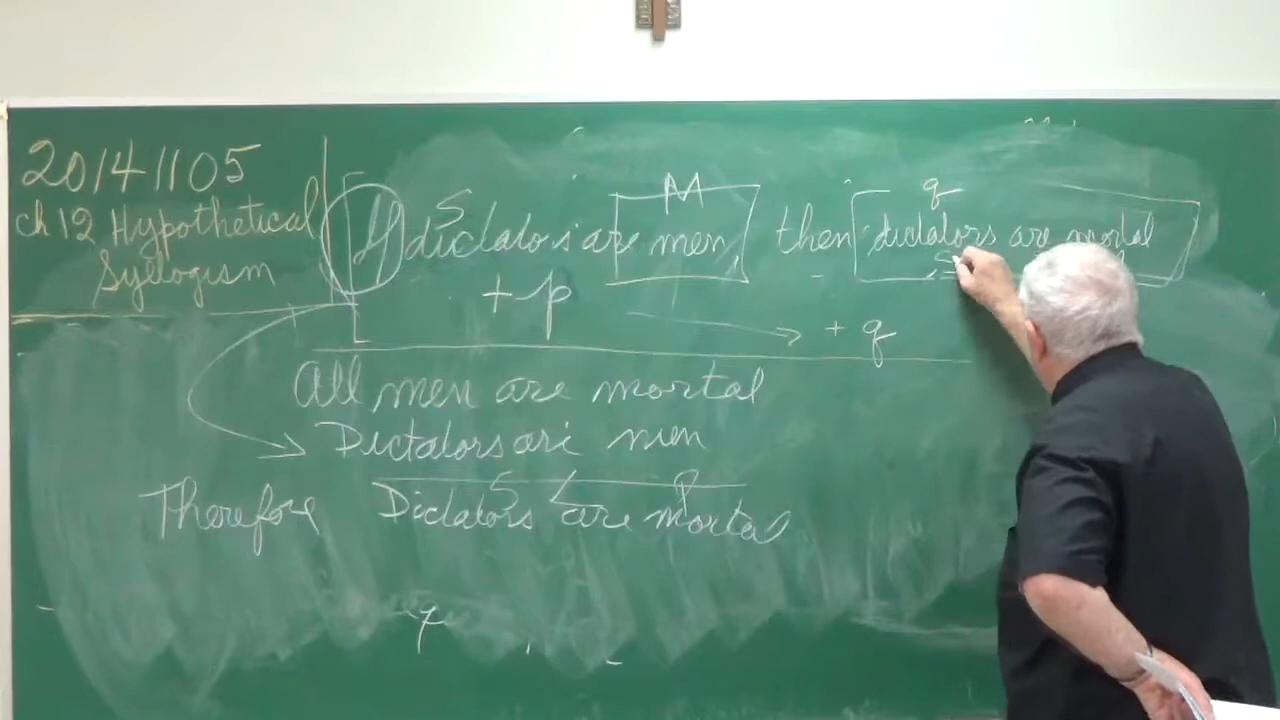 20141105
ch 12 Hypothetical
Syllogism
S M q
If dictators are men, then dictators are mortal
S
+ p → + q
All men are mortal
Dictators are men
S P
Therefore Dictators are mortal